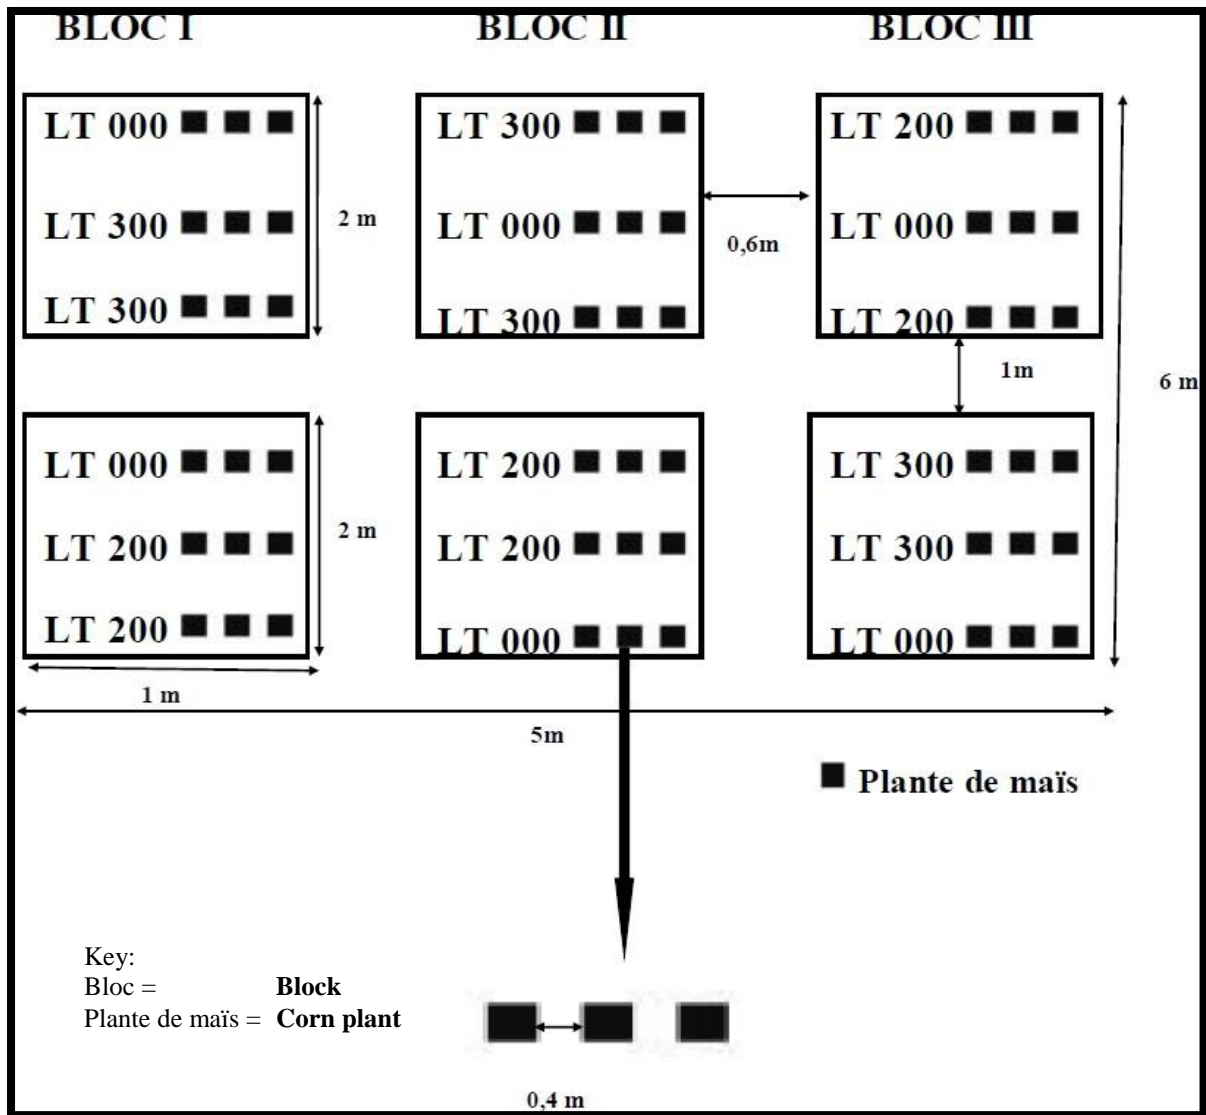 BLOC I
BLOC II
BLOC III
LT 000
LT 300
LT 300
2 m
LT 300
LT 000
LT 300
0,6m
LT 200
LT 000
LT 200
1m
6 m
LT 000
LT 200
LT 200
2 m
1 m
LT 200
LT 200
LT 000
LT 300
LT 300
LT 000
5m
Plante de maïs
Key:
Bloc = Block
Plante de maïs = Corn plant
0,4 m